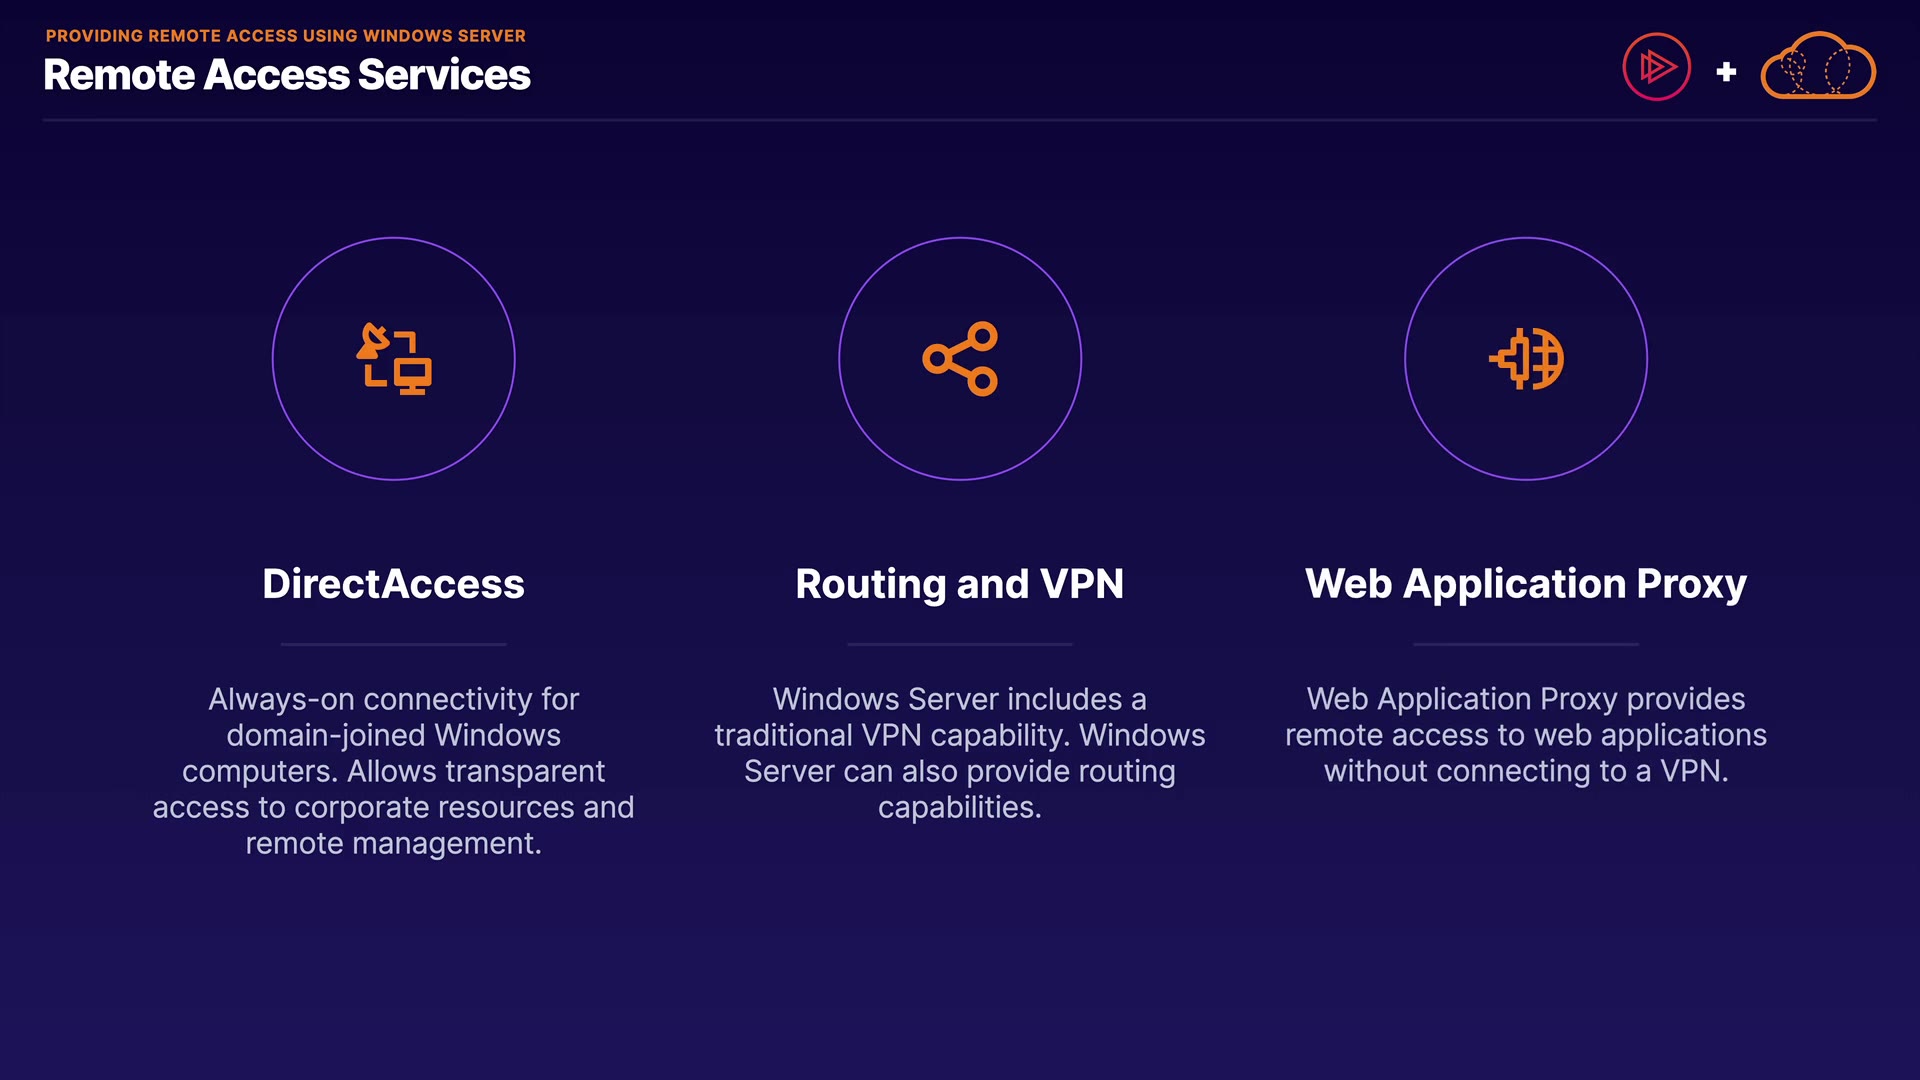 PROVIDING REMOTE ACCESS USING WINDOWS SERVER
Remote Access Services
DirectAccess
Always-on connectivity for
domain-joined Windows
computers. Allows transparent
access to corporate resources and
remote management.
Routing and VPN
Windows Server includes a
traditional VPN capability. Windows
Server can also provide routing
capabilities.
Web Application Proxy
Web Application Proxy provides
remote access to web applications
without connecting to a VPN.